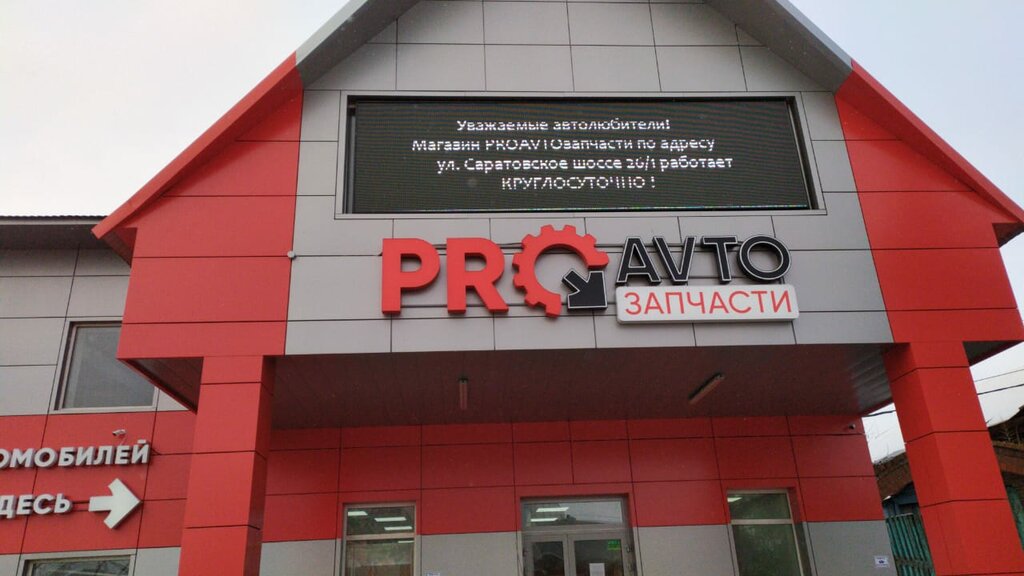 Уважаемые автолюбители!
Магазин PROAVTOзапчасти по адресу
ул. Саратовское шоссе 20/1 работает
КРУГЛОСУТОЧНО !
PRO AVTO
ЗАПЧАСТИ
ОМОБИЛЕЙ
ДЕСЬ